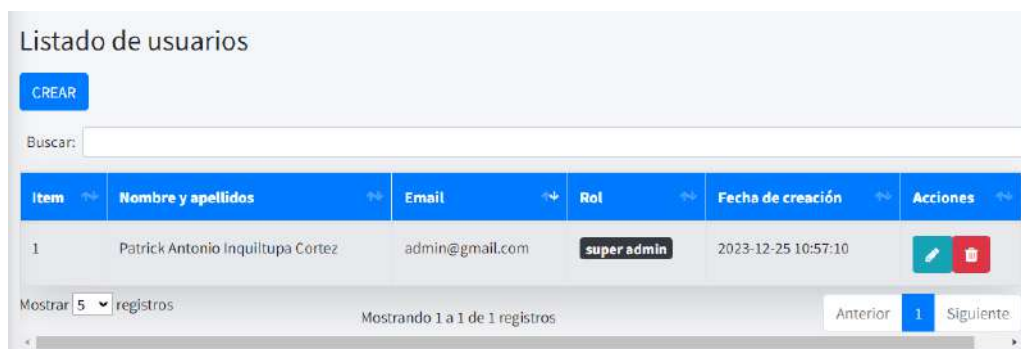 Listado de usuarios
CREAR
Buscar:
Item Nombre y apellidos Email Rol Fecha de creación Acciones
1 Patrick Antonio Inquiltupa Cortez admin@gmail.com super admin 2023-12-25 10:57:10
Mostrar 5 registros Mostrando 1 a 1 de 1 registros Anterior 1 Siguiente